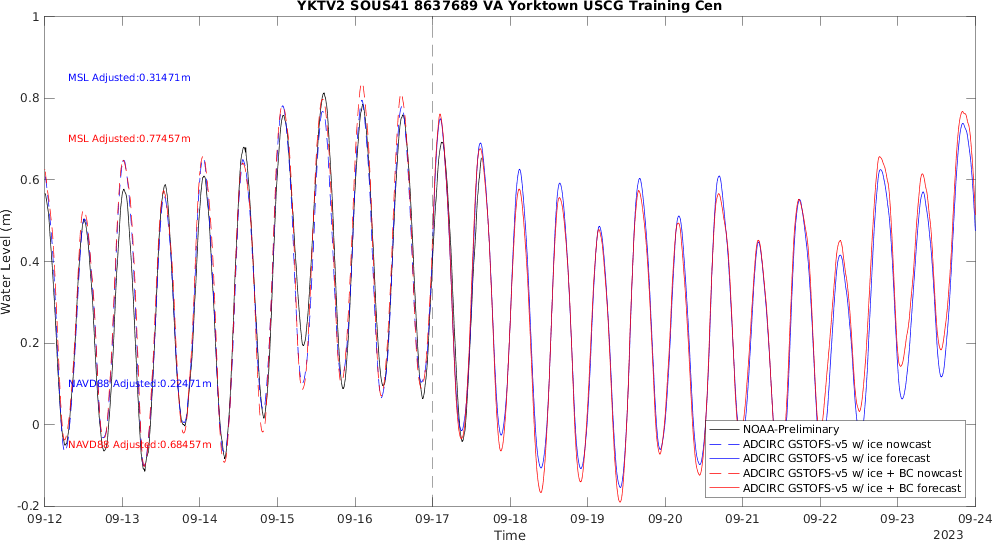 YKTV2 SOUS41 8637689 VA Yorktown USCG Training Cen
1
0.8
0.6
0.4
0.2
0
-0.2
Water Level (m)
MSL Adjusted:0.31471m
MSL Adjusted:0.77457m
NAVD88 Adjusted:0.22471m
NAVD88 Adjusted:0.68457m
NOAA-Preliminary
ADCIRC GSTOFS-v5 w/ ice nowcast
ADCIRC GSTOFS-v5 w/ ice forecast
ADCIRC GSTOFS-v5 w/ ice + BC nowcast
ADCIRC GSTOFS-v5 w/ ice + BC forecast
09-12 09-13 09-14 09-15 09-16 09-17 09-18 09-19 09-20 09-21 09-22 09-23 09-24
Time
2023